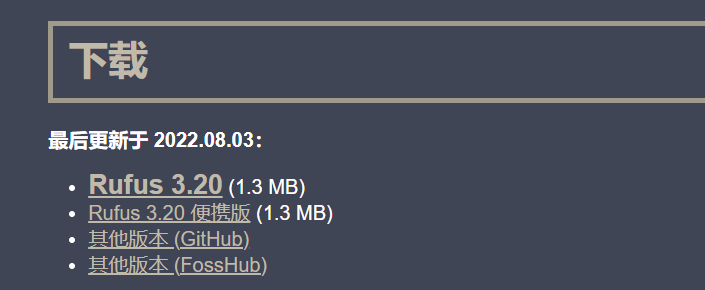 下载
最后更新于 2022.08.03：
Rufus 3.20 (1.3 MB)
Rufus 3.20 便携版 (1.3 MB)
其他版本 (GitHub)
其他版本 (FossHub)